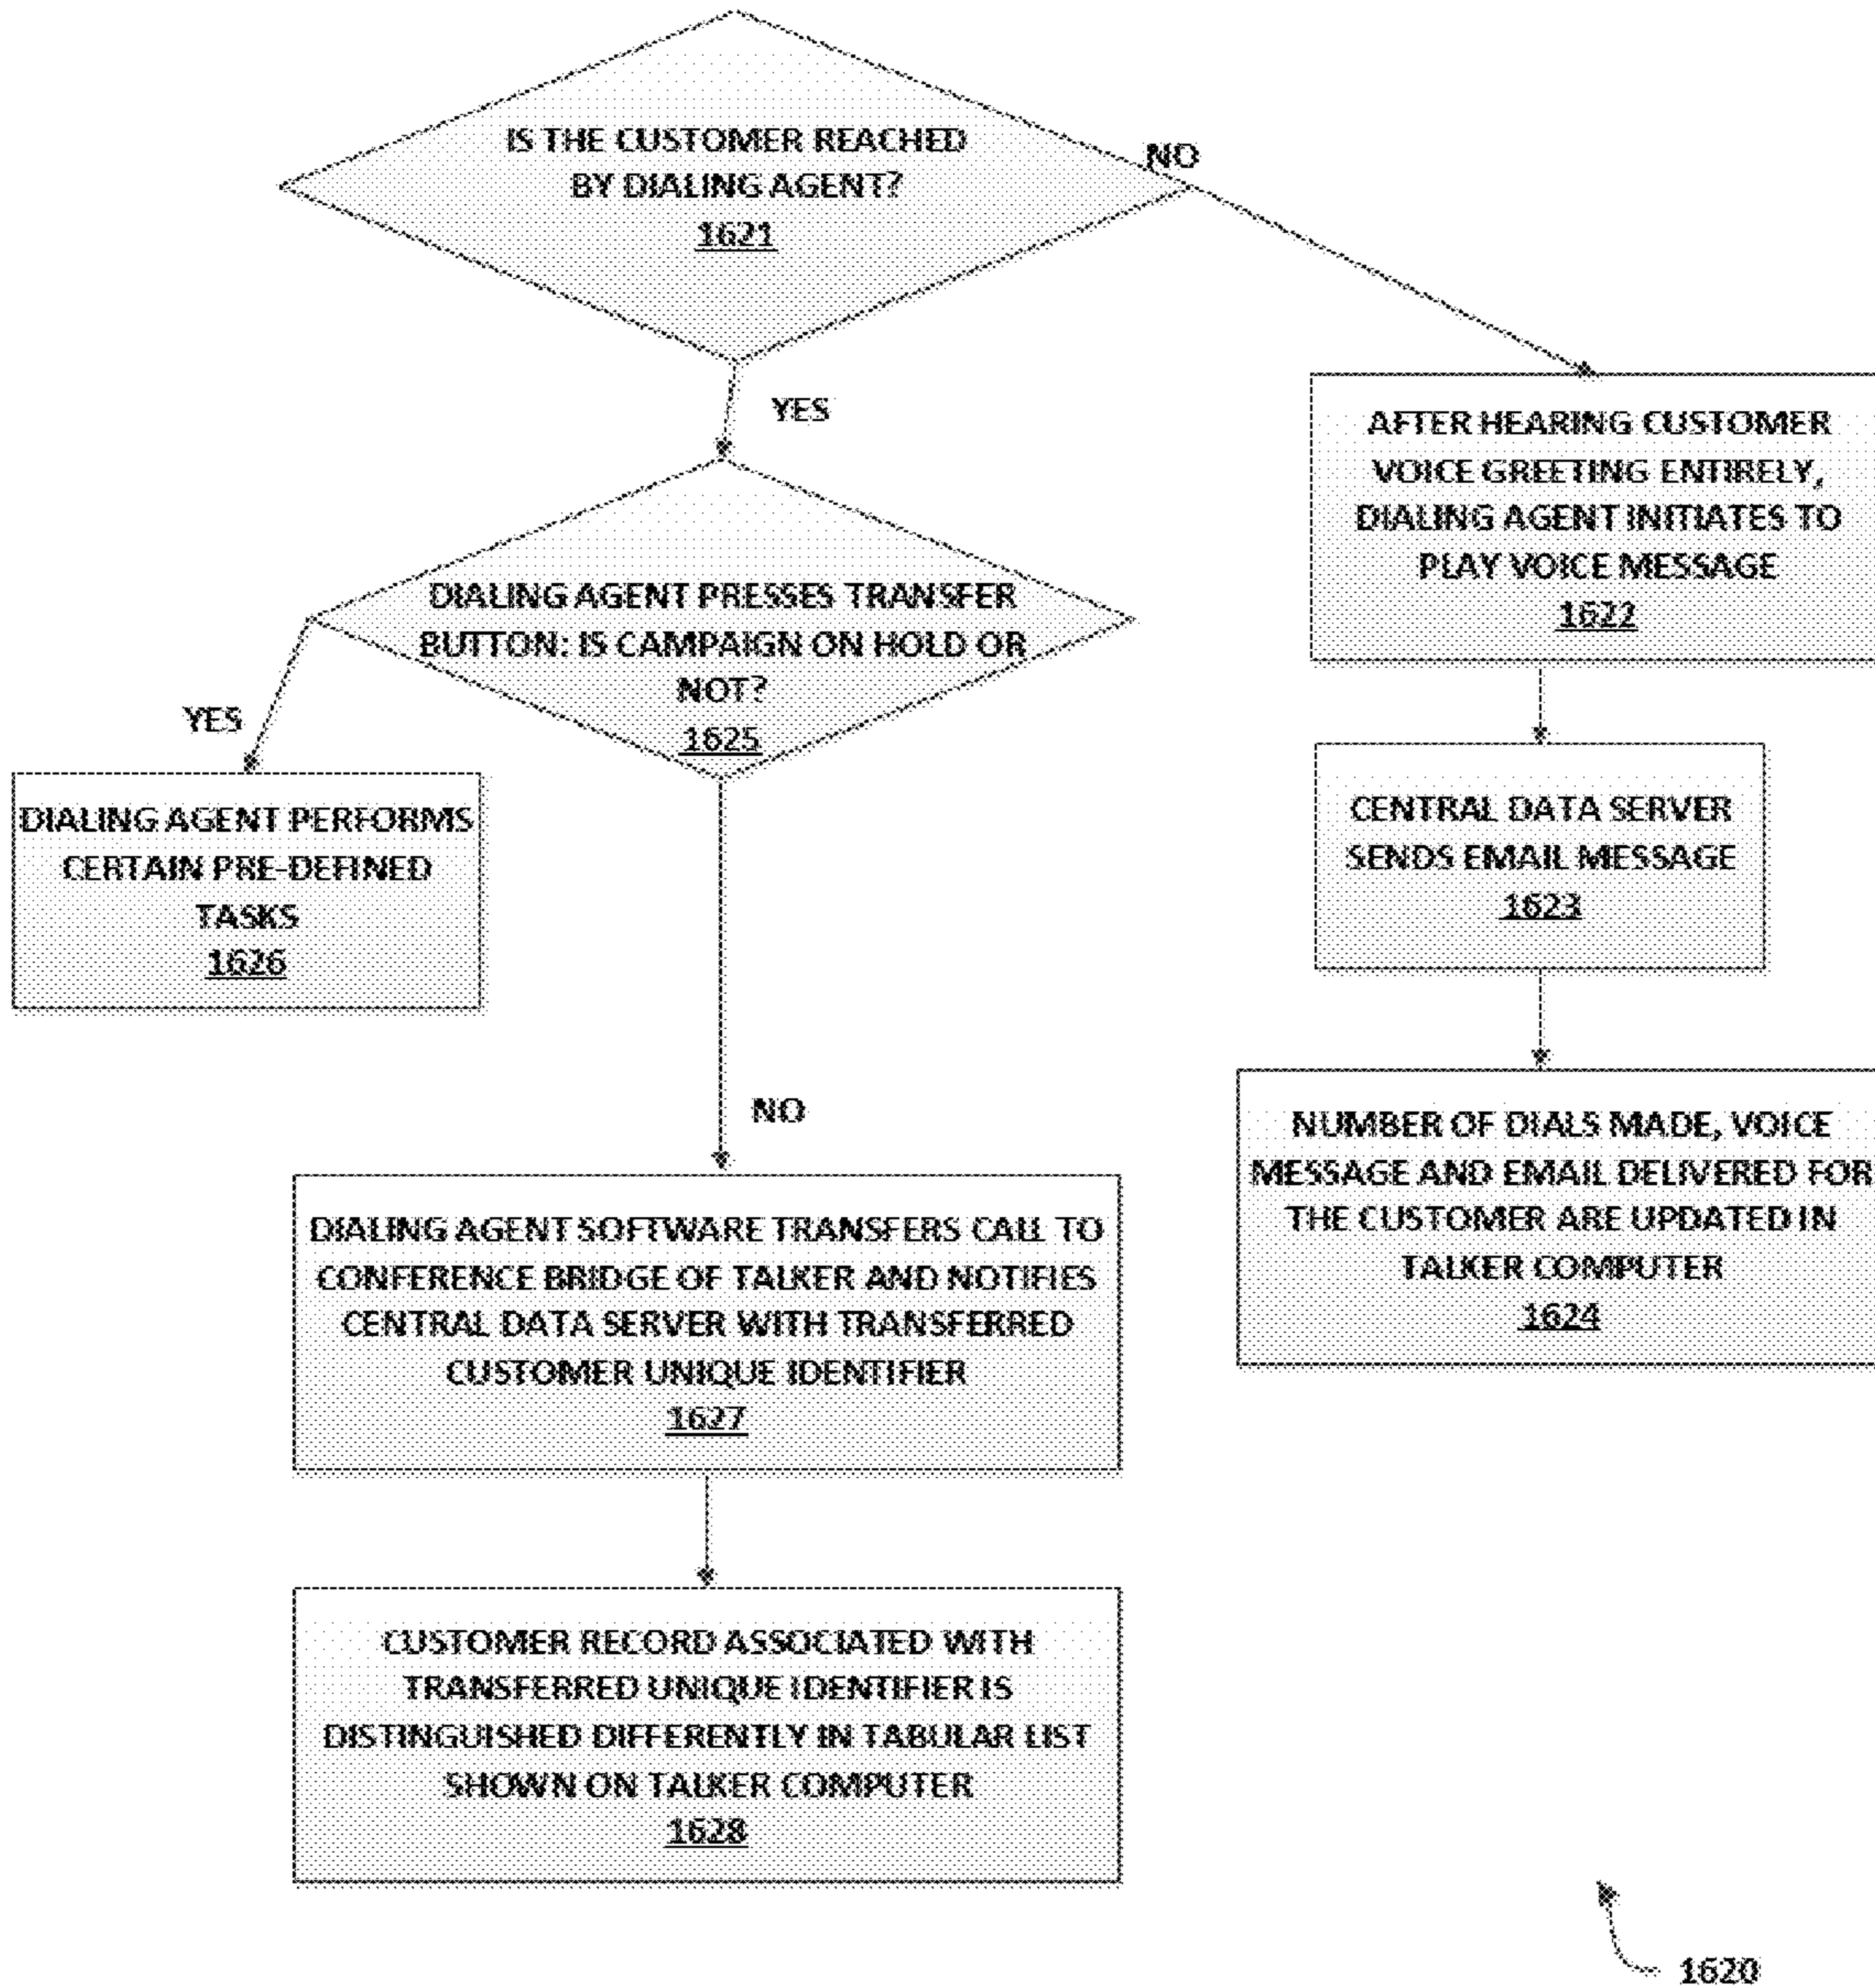 IS THE CUSTOMER REACHED
BY DIALING AGENT?
1621
NO
YES
AFTER HEARING CUSTOMER
VOICE GREETING ENTIRELY,
DIALING AGENT INITIATES TO
PLAY VOICE MESSAGE
1622
DIALING AGENT PRESSES TRANSFER
BUTTON: IS CAMPAIGN ON HOLD OR
NOT?
1625
YES
DIALING AGENT PERFORMS
CERTAIN PRE-DEFINED
TASKS
1626
CENTRAL DATA SERVER
SENDS EMAIL MESSAGE
1623
NO
NUMBER OF DIALS MADE, VOICE
MESSAGE AND EMAIL DELIVERED FOR
THE CUSTOMER ARE UPDATED IN
TALKER COMPUTER
1624
DIALING AGENT SOFTWARE TRANSFERS CALL TO
CONFERENCE BRIDGE OF TALKER AND NOTIFIES
CENTRAL DATA SERVER WITH TRANSFERRED
CUSTOMER UNIQUE IDENTIFIER
1627
CUSTOMER RECORD ASSOCIATED WITH
TRANSFERRED UNIQUE IDENTIFIER IS
DISTINGUISHED DIFFERENTLY IN TABULAR LIST
SHOWN ON TALKER COMPUTER
1628
1620